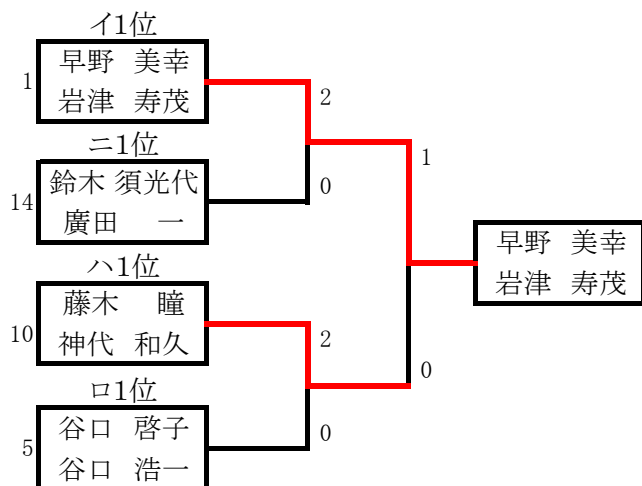 イ1位
1
早野 美幸
岩津 寿茂
2
ニ1位
14
鈴木 須光代
廣田 一
0
1
早野 美幸
岩津 寿茂
ハ1位
10
藤木 瞳
神代 和久
2
0
ロ1位
5
谷口 啓子
谷口 浩一
0